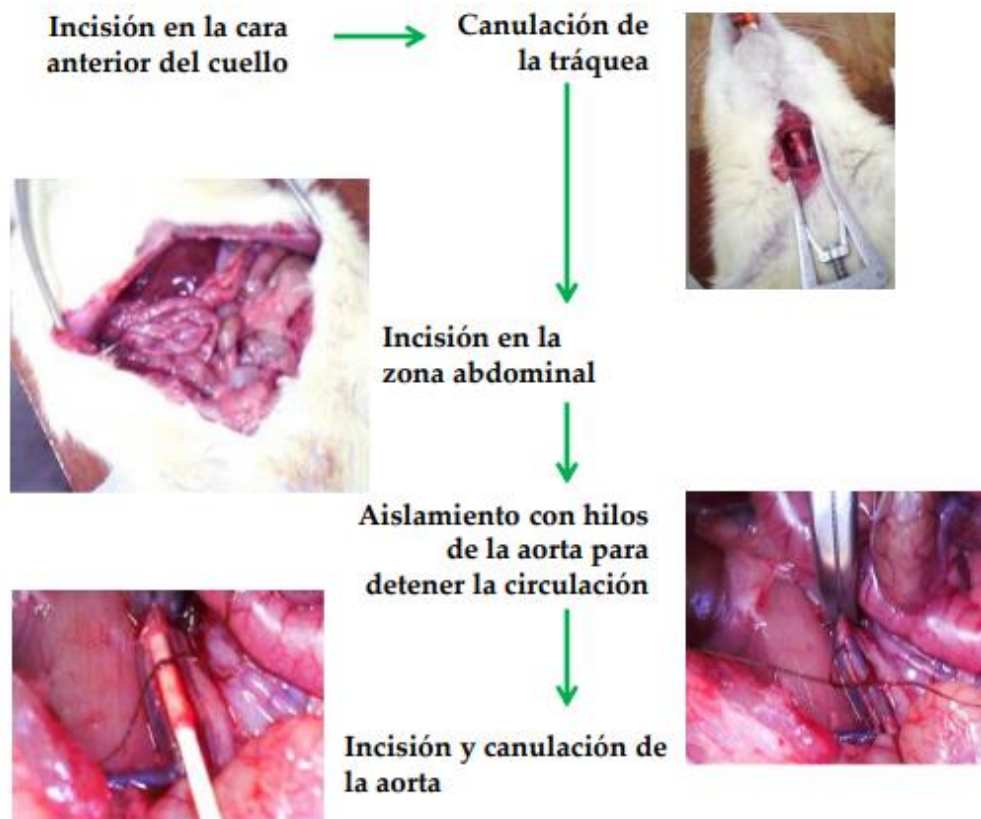 Incisión en la cara
anterior del cuello
Canulación de
la tráquea
Incisión en la
zona abdominal
Aislamiento con hilos
de la aorta para
detener la circulación
Incisión y canulación de
la aorta